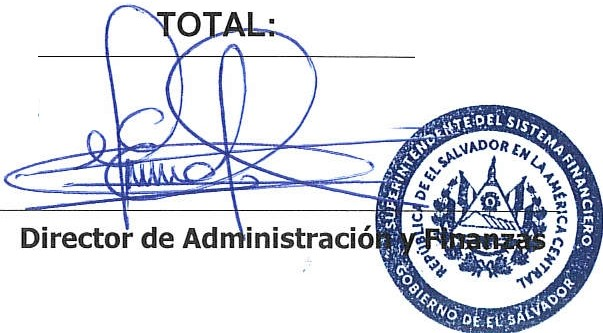 TOTAL:
Director de Administración y Finanzas
SUPERINTENDENTE DEL SISTEMA FINANCIERO
REPÚBLICA DE EL SALVADOR EN LA AMÉRICA CENTRAL
GOBIERNO DE EL SALVADOR